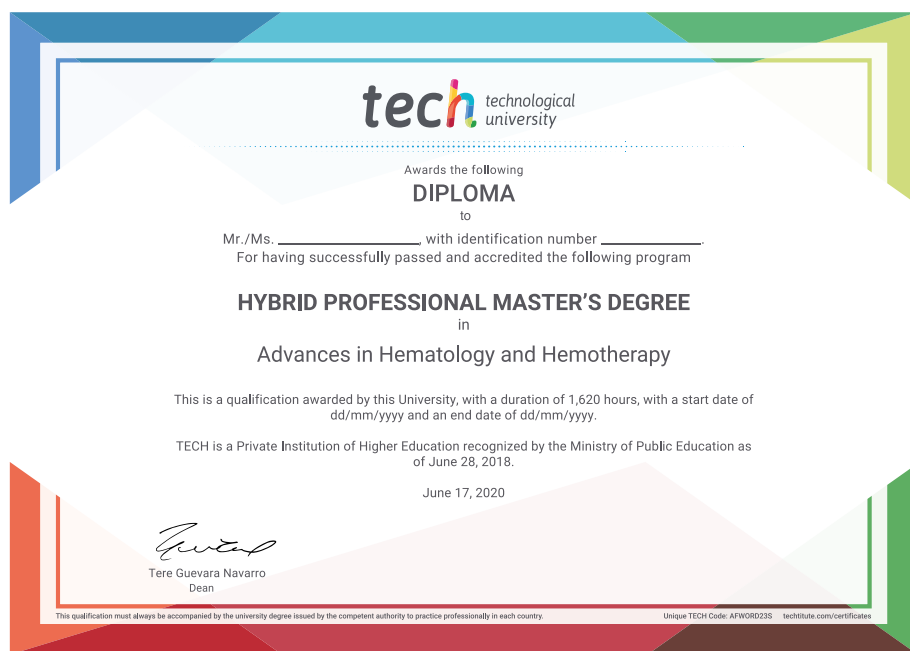 tech technological
university
Awards the following
DIPLOMA
to
Mr./Ms. ______________, with identification number __________.
For having successfully passed and accredited the following program
HYBRID PROFESSIONAL MASTER'S DEGREE
in
Advances in Hematology and Hemotherapy
This is a qualification awarded by this University, with a duration of 1,620 hours, with a start date of
dd/mm/yyyy and an end date of dd/mm/yyyy.
TECH is a Private Institution of Higher Education recognized by the Ministry of Public Education as
of June 28, 2018.
June 17, 2020
Tere Guevara Navarro
Dean
This qualification must always be accompanied by the university degree issued by the competent authority to practice professionally in each country.
Unique TECH Code: AFWORD23S techtitute.com/certificates